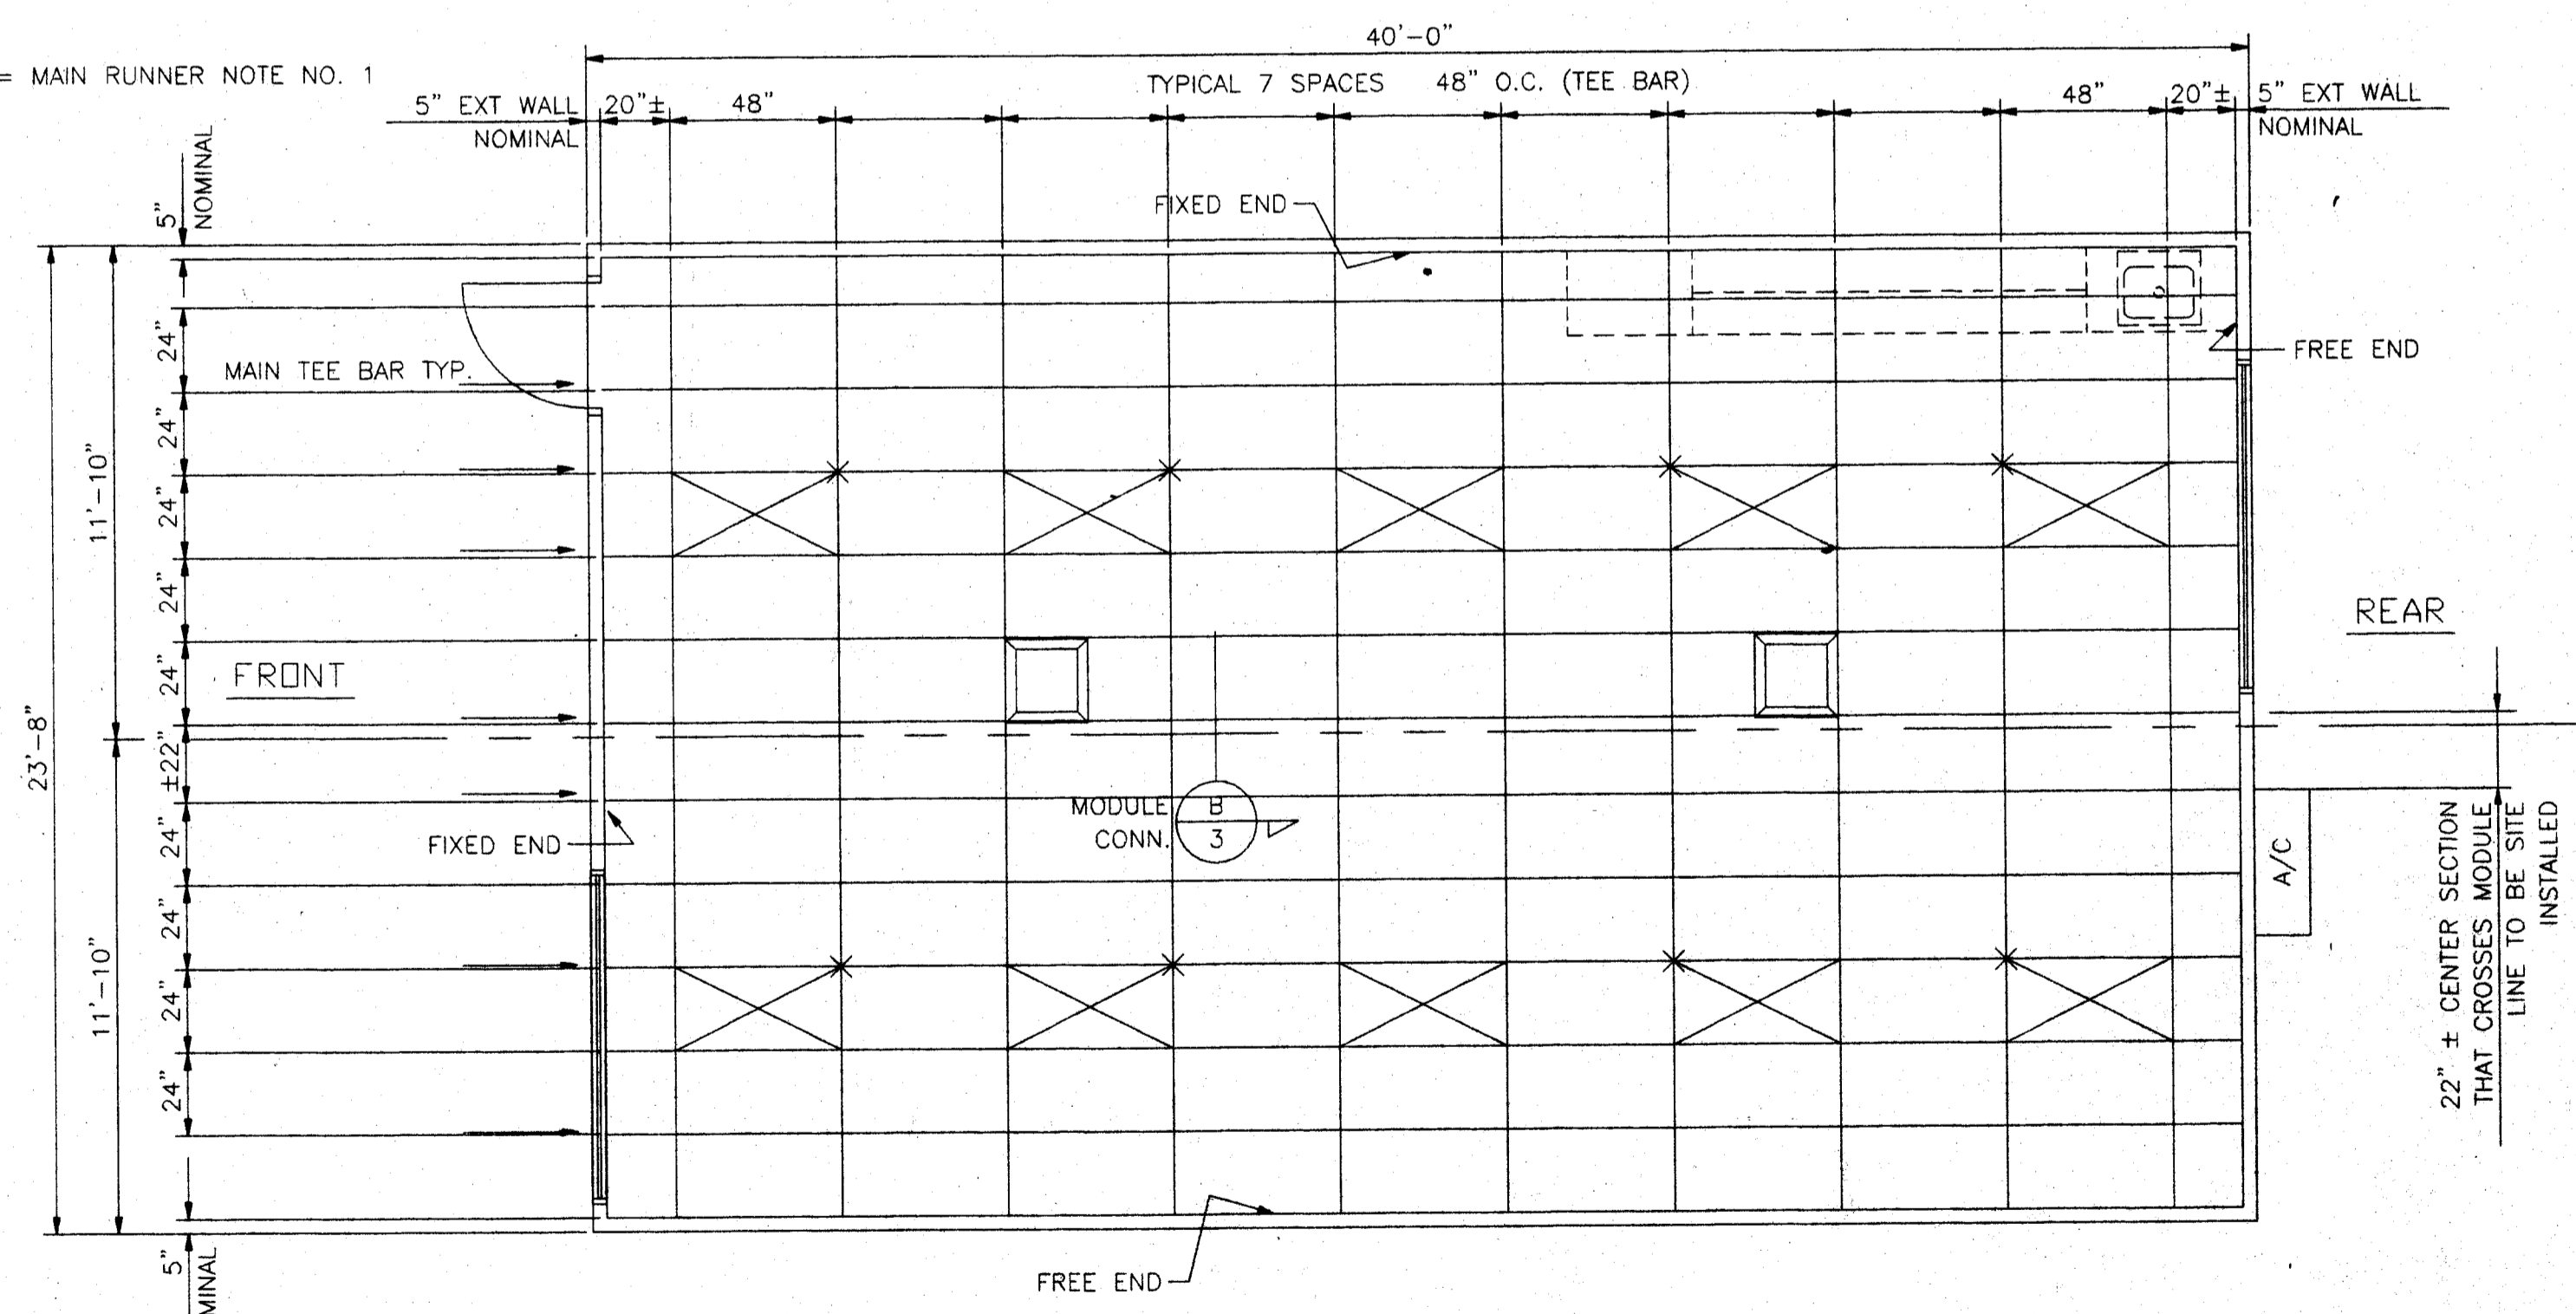 40'-0"
= MAIN RUNNER NOTE NO. 1
TYPICAL 7 SPACES 48" O.C. (TEE BAR)
5" EXT WALL
NOMINAL
20"±
48"
48"
20"±
5" EXT WALL
NOMINAL
5"
NOMINAL
FIXED END
24"
MAIN TEE BAR TYP.
FREE END
24"
11'-10"
24"
24"
REAR
24"
FRONT
23'-8"
±22"
MODULE
CONN.
B
3
24"
FIXED END
A/C
22" ± CENTER SECTION
THAT CROSSES MODULE
LINE TO BE SITE
INSTALLED
24"
11'-10"
24"
24"
5"
MINAL
FREE END